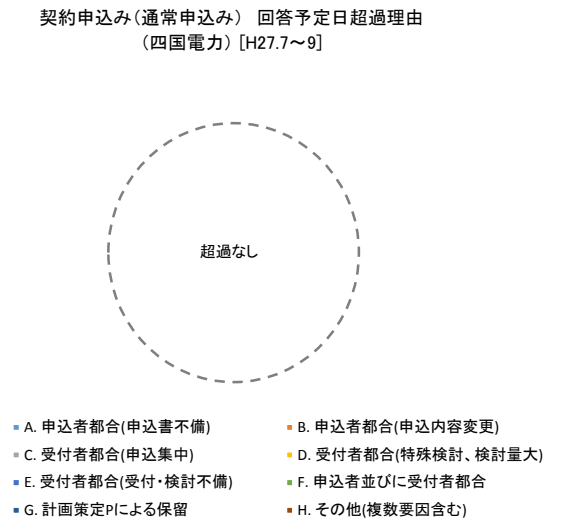 契約申込み(通常申込み) 回答予定日超過理由
(四国電力) [H27.7～9]
超過なし
A. 申込者都合(申込書不備)
B. 申込者都合(申込内容変更)
C. 受付者都合(申込集中)
D. 受付者都合(特殊検討、検討量大)
E. 受付者都合(受付・検討不備)
F. 申込者並びに受付者都合
G. 計画策定Pによる保留
H. その他(複数要因含む)